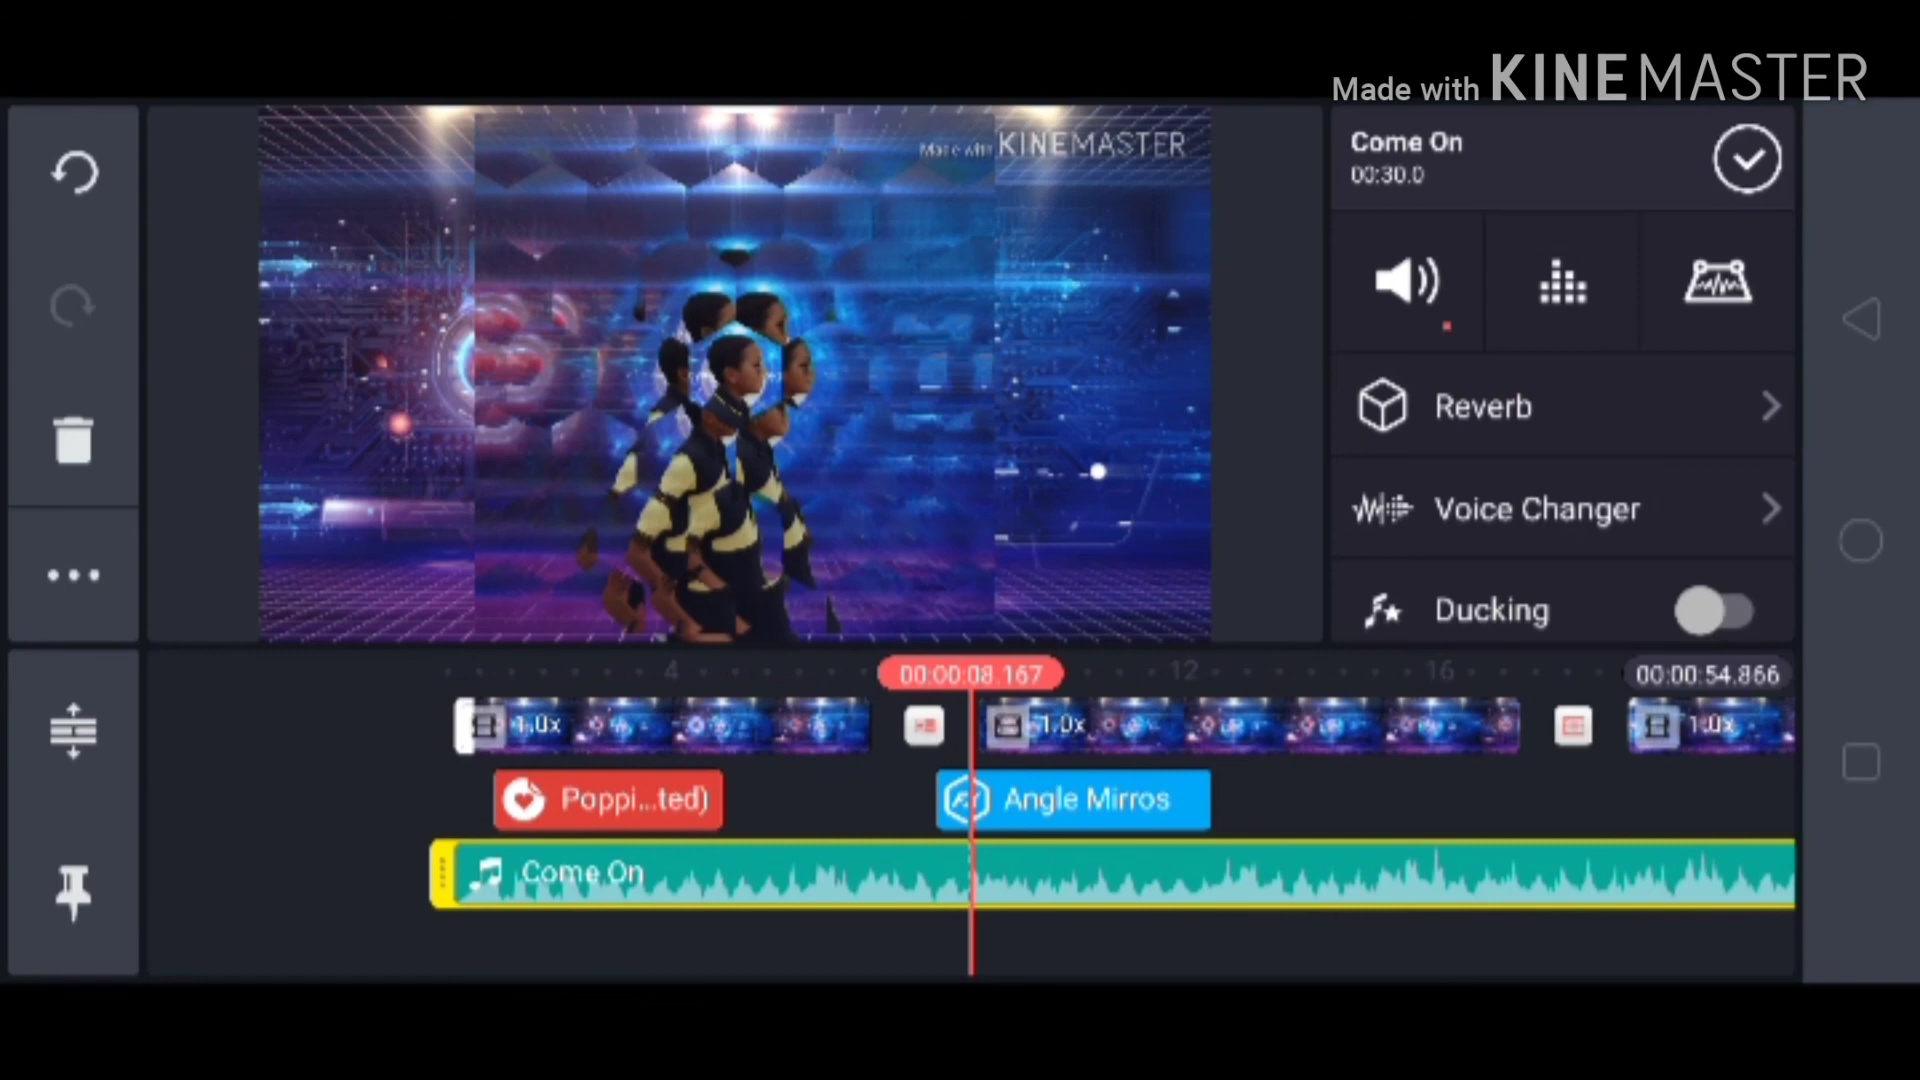 Made with KINEMASTER
Made with KINEMASTER
Come On
00:30.0
Reverb
Voice Changer
Ducking
4
00:00:08.167
12
16
00:00:54.866
1.0x
1.0x
1.0x
Poppi...ted)
Angle Mirros
Come On